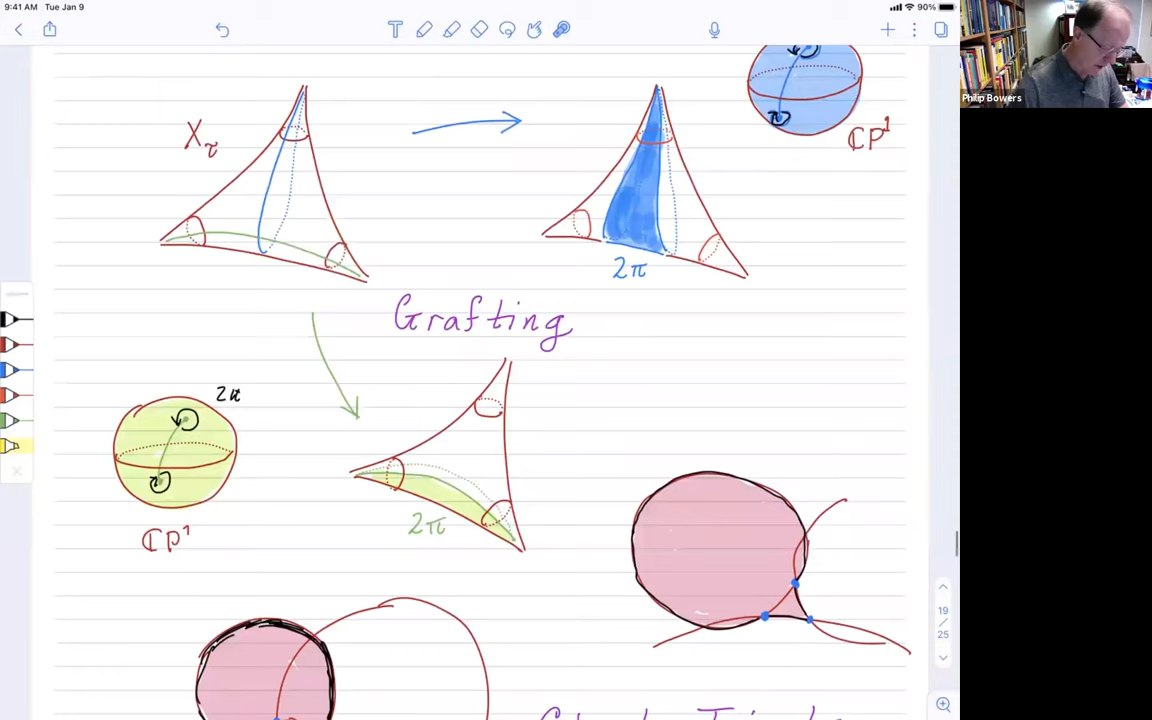 9:41 AM Tue Jan 9
90%
Philip Bowers
X_τ
ℂP¹
2π
Grafting
2π
ℂP¹
2π
19
/
25